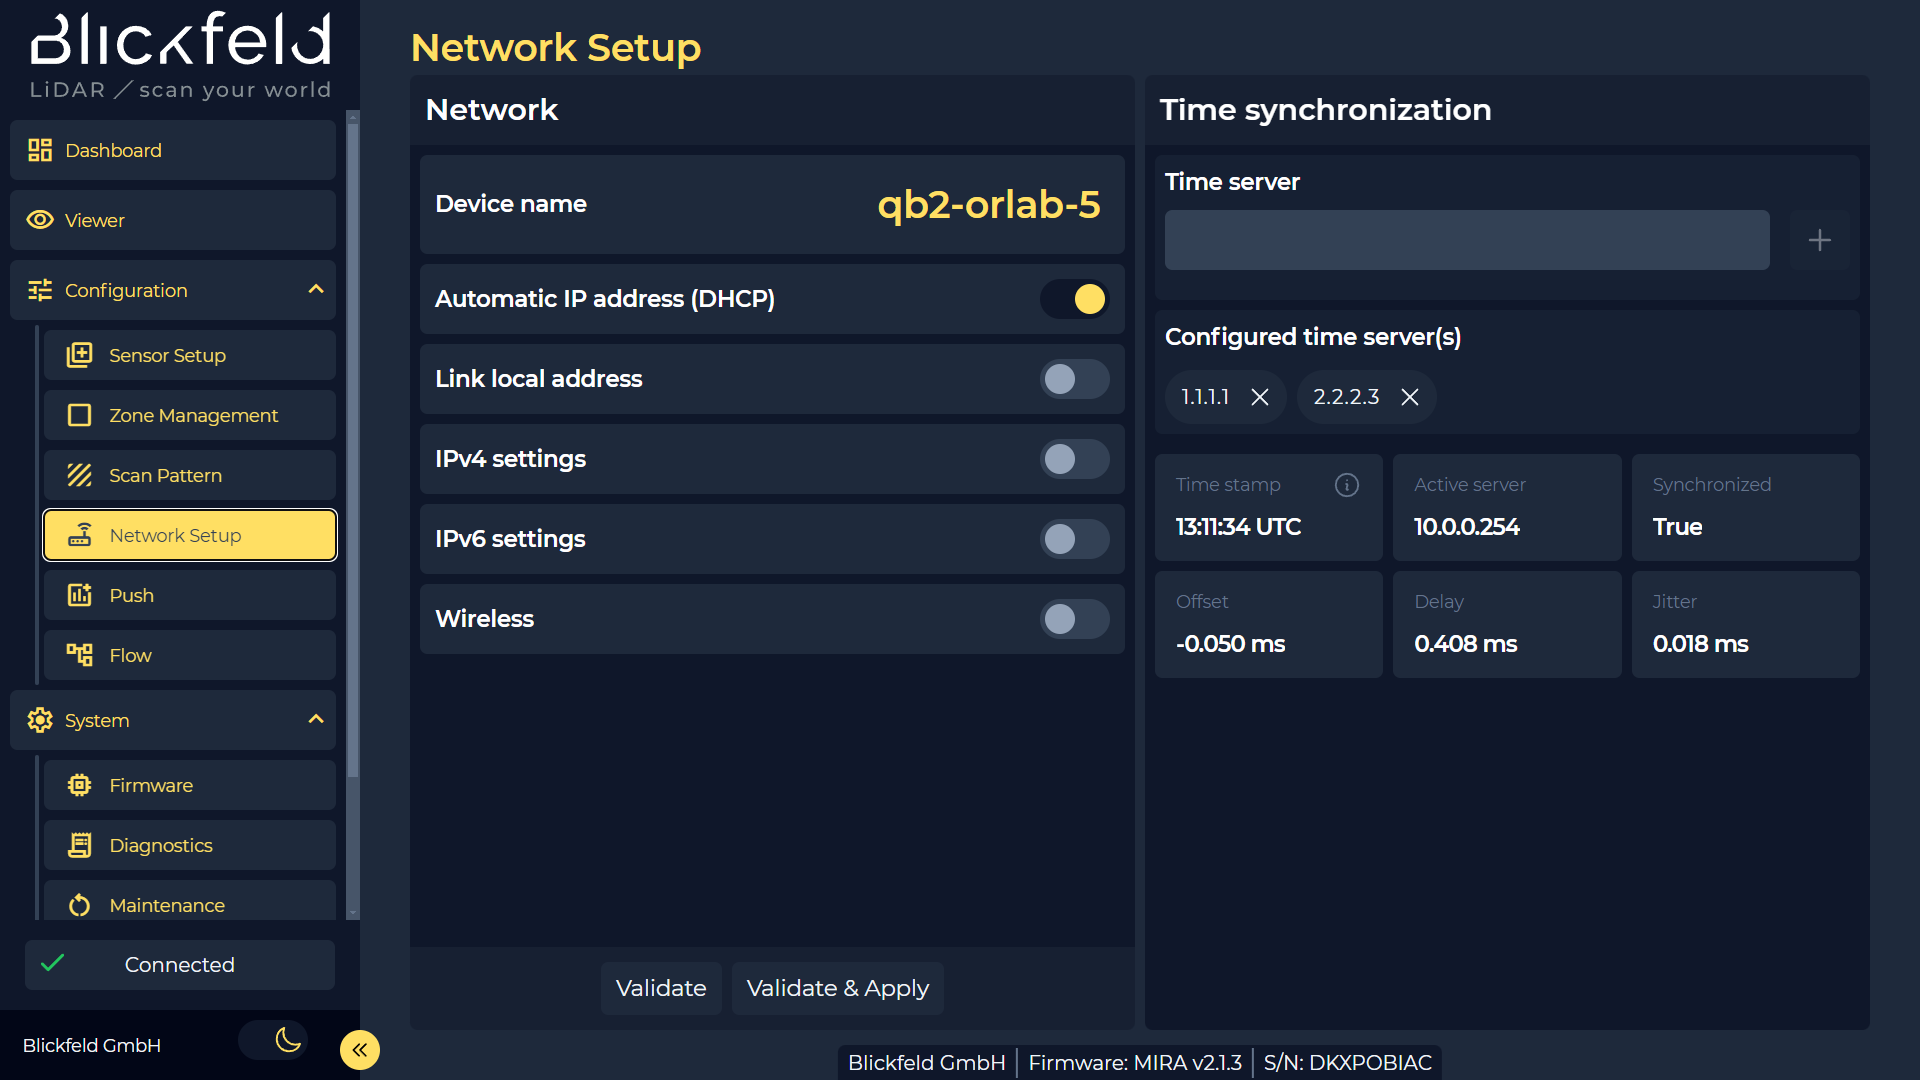 Blickfeld
LiDAR / scan your world
Dashboard
Viewer
Configuration
Sensor Setup
Zone Management
Scan Pattern
Network Setup
Push
Flow
System
Firmware
Diagnostics
Maintenance
Connected
Blickfeld GmbH
Network Setup
Network
Device name
qb2-orlab-5
Automatic IP address (DHCP)
Link local address
IPv4 settings
IPv6 settings
Wireless
Validate
Validate & Apply
Time synchronization
Time server
Configured time server(s)
1.1.1.1
2.2.2.3
Time stamp
13:11:34 UTC
Active server
10.0.0.254
Synchronized
True
Offset
-0.050 ms
Delay
0.408 ms
Jitter
0.018 ms
Blickfeld GmbH | Firmware: MIRA v2.1.3 | S/N: DKXPOBIAC